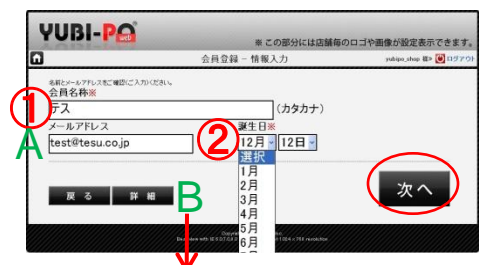 YUBI-PO web
※ この部分には店舗毎のロゴや画像が設定表示できます。
会員登録 - 情報入力
yubipo_shop 様> ログアウト
名前とメールアドレスをご確認(ご入力)ください。
会員名称※
① テス (カタカナ)
メールアドレス
誕生日※
A test@tesu.co.jp
② 12月 12日
選択
1月
2月
3月
4月
5月
6月
戻 る
詳 細
B
次へ